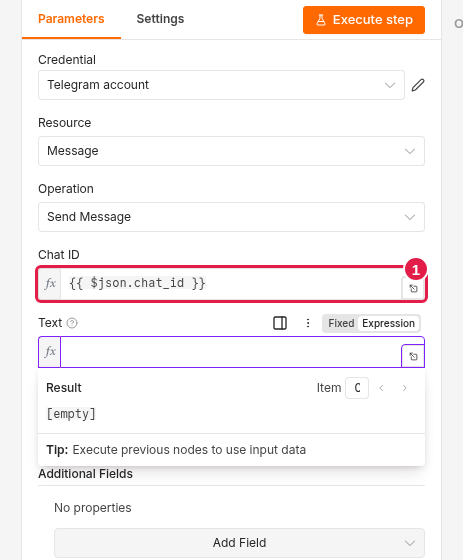 Parameters Settings Execute step
Credential
Telegram account
Resource
Message
Operation
Send Message
Chat ID
1
fx {{ $json.chat_id }}
Text Fixed Expression
fx
Result Item
[empty]
Tip: Execute previous nodes to use input data
Additional Fields
No properties
Add Field